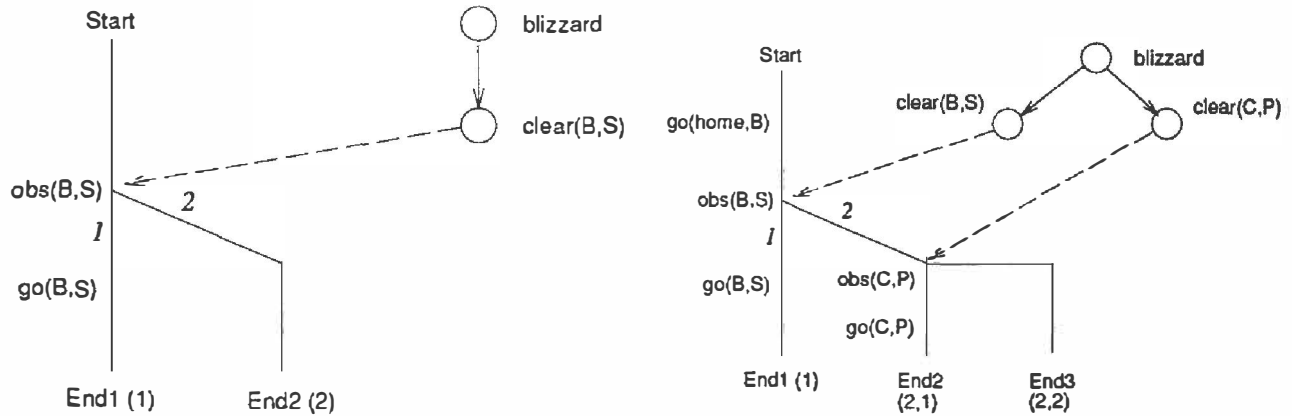 Start
blizzard
clear(B,S)
obs(B,S)
2
1
go(B,S)
End1 (1)
End2 (2)
Start
blizzard
clear(B,S)
clear(C,P)
go(home,B)
obs(B,S)
2
1
go(B,S)
obs(C,P)
go(C,P)
End1 (1)
End2
(2,1)
End3
(2,2)